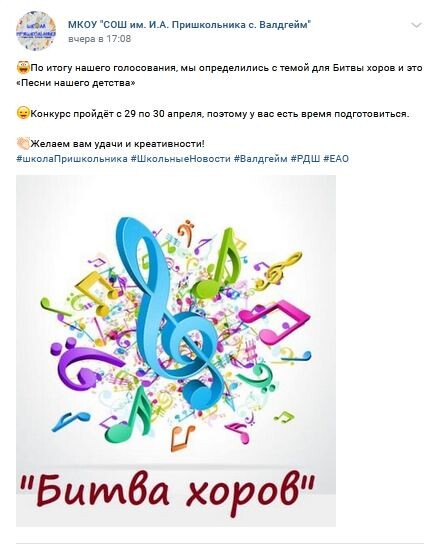 МКОУ "СОШ им. И.А. Пришкольника с. Валдгейм"
вчера в 17:08
По итогу нашего голосования, мы определились с темой для Битвы хоров и это
«Песни нашего детства»
Конкурс пройдёт с 29 по 30 апреля, поэтому у вас есть время подготовиться.
Желаем вам удачи и креативности!
#школаПришкольника #ШкольныеНовости #Валдгейм #РДШ #ЕАО
"Битва хоров"